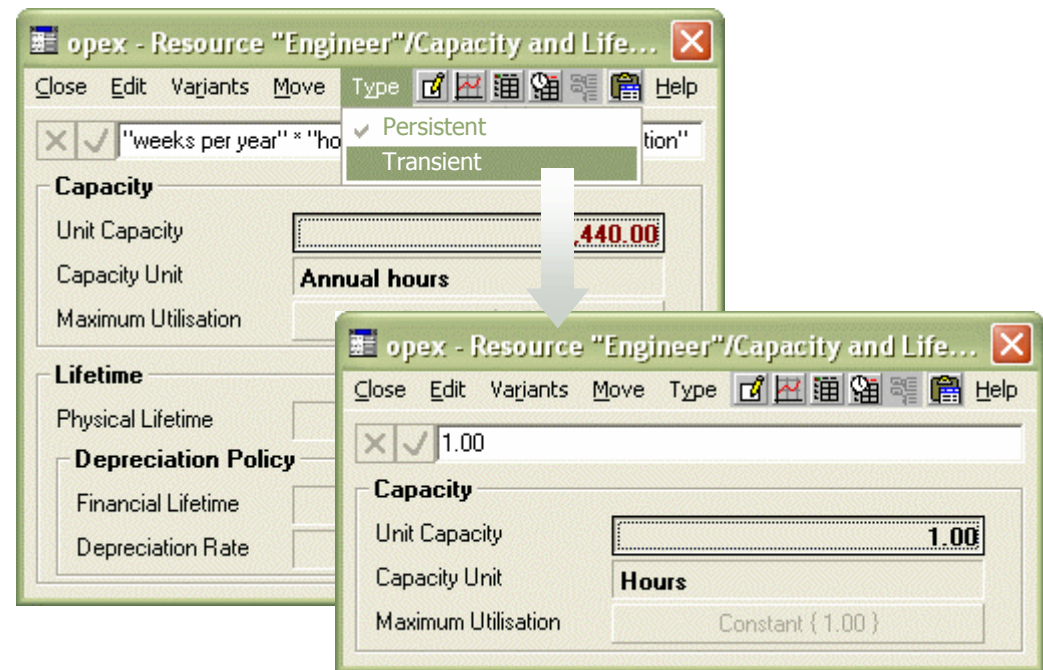 opex - Resource "Engineer"/Capacity and Life...
Close Edit Variants Move Type Help
"weeks per year" * "ho
tion"
Persistent
Transient
Capacity
Unit Capacity ,440.00
Capacity Unit Annual hours
Maximum Utilisation
Lifetime
Physical Lifetime
Depreciation Policy
Financial Lifetime
Depreciation Rate
opex - Resource "Engineer"/Capacity and Life...
Close Edit Variants Move Type Help
1.00
Capacity
Unit Capacity 1.00
Capacity Unit Hours
Maximum Utilisation Constant { 1.00 }